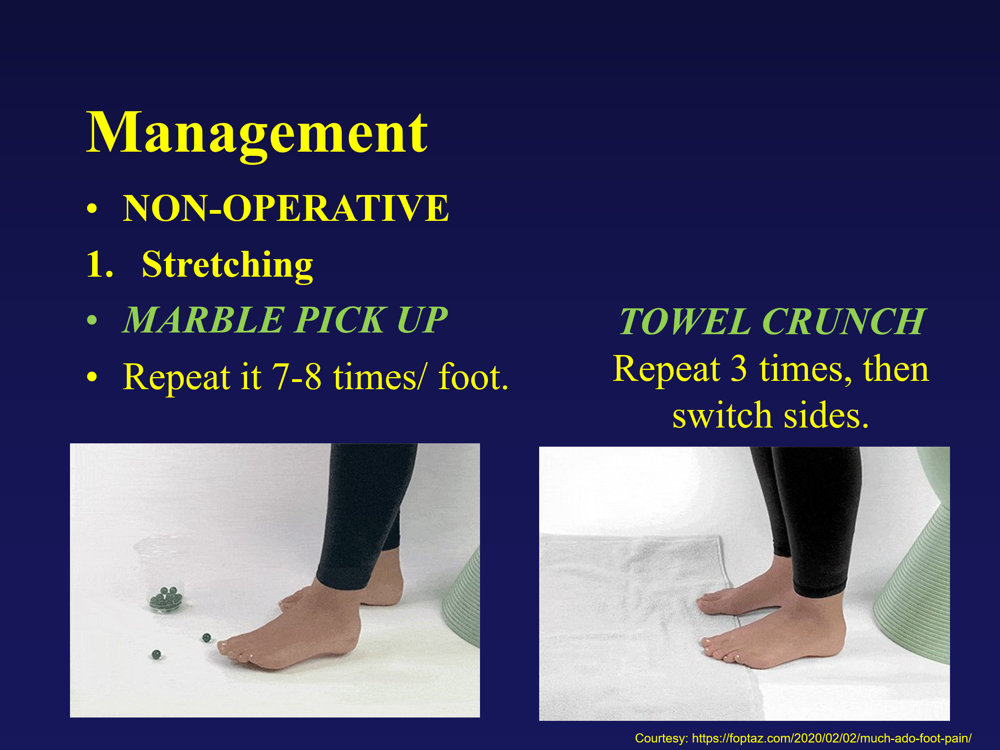 Management
• NON-OPERATIVE
1. Stretching
• MARBLE PICK UP
• Repeat it 7-8 times/ foot.
TOWEL CRUNCH
Repeat 3 times, then
switch sides.
Courtesy: https://foptaz.com/2020/02/02/much-ado-foot-pain/